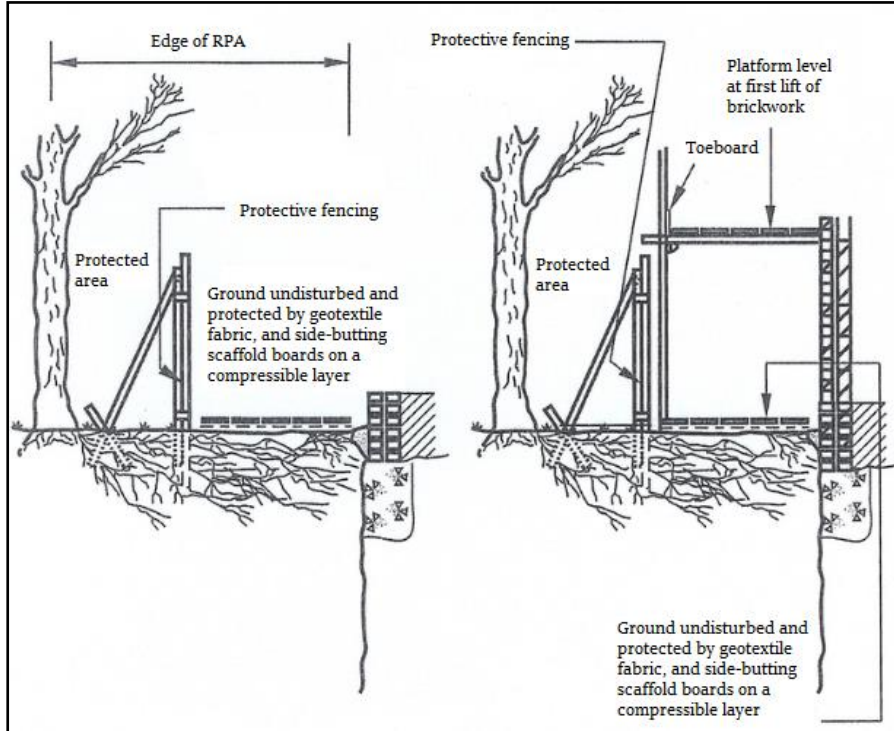 Edge of RPA
Protective fencing
Protected
area
Ground undisturbed and
protected by geotextile
fabric, and side-butting
scaffold boards on a
compressible layer
Protective fencing
Platform level
at first lift of
brickwork
Toeboard
Protected
area
Ground undisturbed and
protected by geotextile
fabric, and side-butting
scaffold boards on a
compressible layer